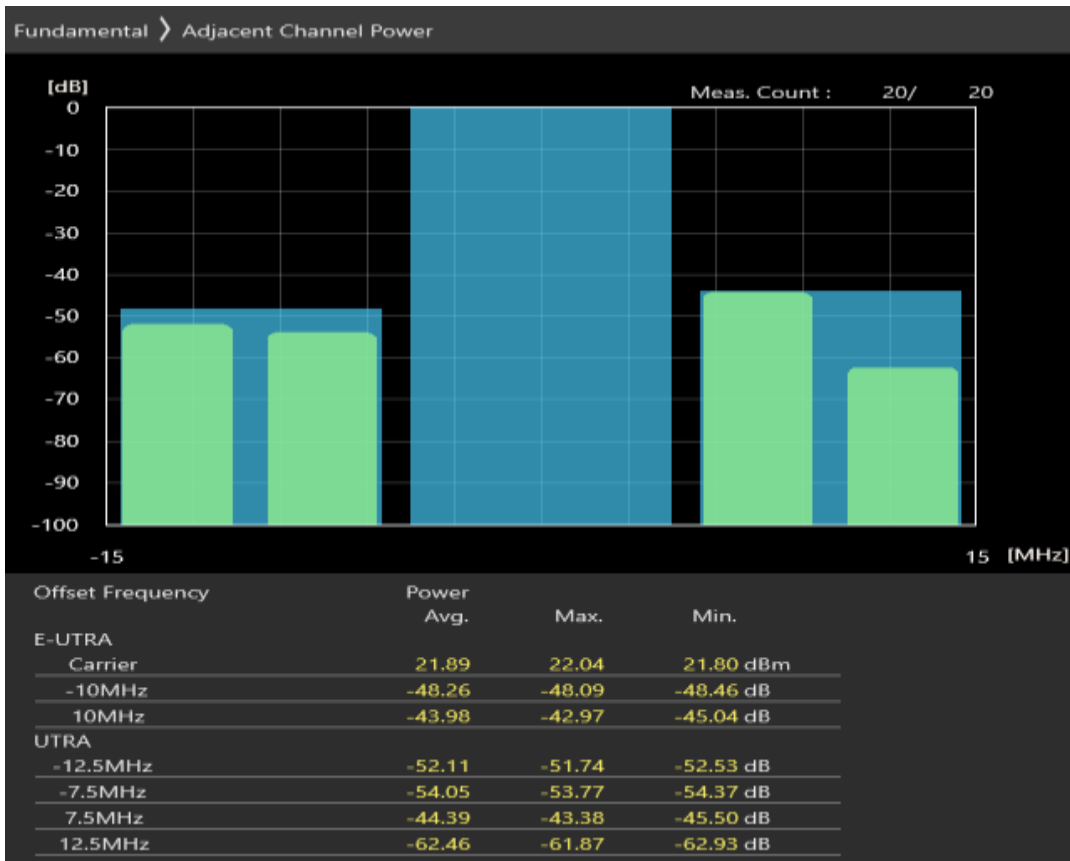 Fundamental ❯ Adjacent Channel Power
[dB]
Meas. Count : 20/ 20
0
-10
-20
-30
-40
-50
-60
-70
-80
-90
-100
-15 15 [MHz]
Offset Frequency Power
Avg. Max. Min.
E-UTRA
Carrier 21.89 22.04 21.80 dBm
-10MHz -48.26 -48.09 -48.46 dB
10MHz -43.98 -42.97 -45.04 dB
UTRA
-12.5MHz -52.11 -51.74 -52.53 dB
-7.5MHz -54.05 -53.77 -54.37 dB
7.5MHz -44.39 -43.38 -45.50 dB
12.5MHz -62.46 -61.87 -62.93 dB